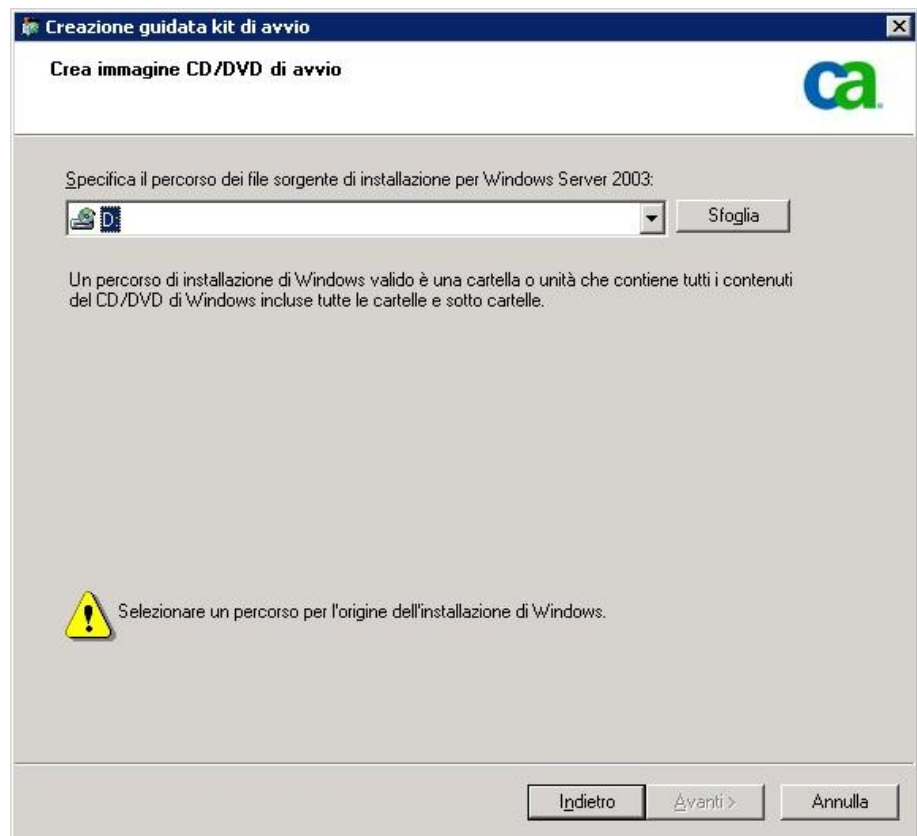 Creazione guidata kit di avvio
Crea immagine CD/DVD di avvio
ca
Specifica il percorso dei file sorgente di installazione per Windows Server 2003:
D:
Sfoglia
Un percorso di installazione di Windows valido è una cartella o unità che contiene tutti i contenuti
del CD/DVD di Windows incluse tutte le cartelle e sotto cartelle.
Selezionare un percorso per l'origine dell'installazione di Windows.
Indietro
Avanti >
Annulla